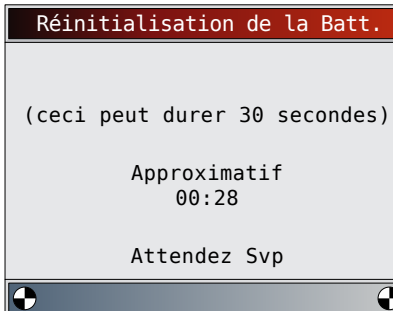 Réinitialisation de la Batt.
(ceci peut durer 30 secondes)
Approximatif
00:28
Attendez Svp